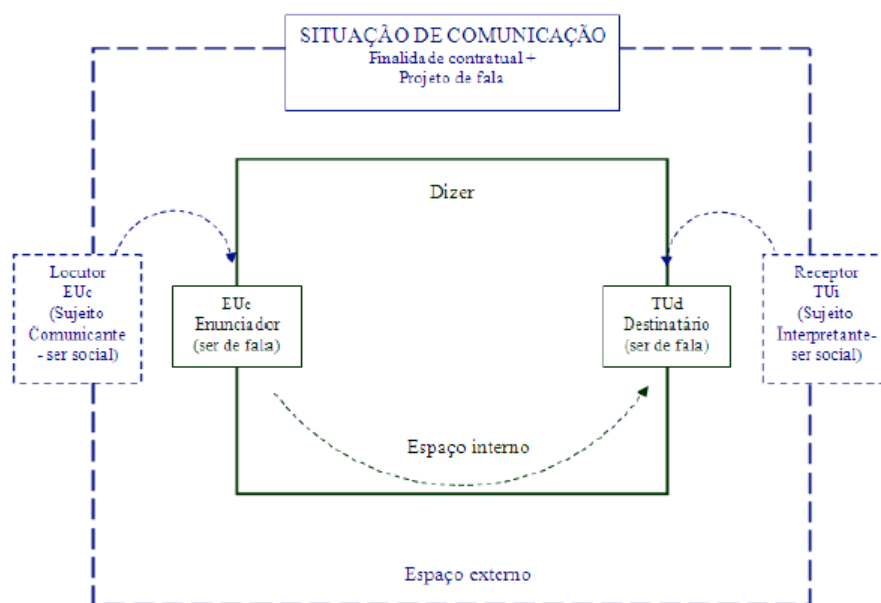 SITUAÇÃO DE COMUNICAÇÃO
Finalidade contratual +
Projeto de fala
Dizer
Locutor
EUc
(Sujeito
Comunicante
- ser social)
EUe
Enunciador
(ser de fala)
TUd
Destinatário
(ser de fala)
Receptor
TUi
(Sujeito
Interpretante-
ser social)
Espaço interno
Espaço externo